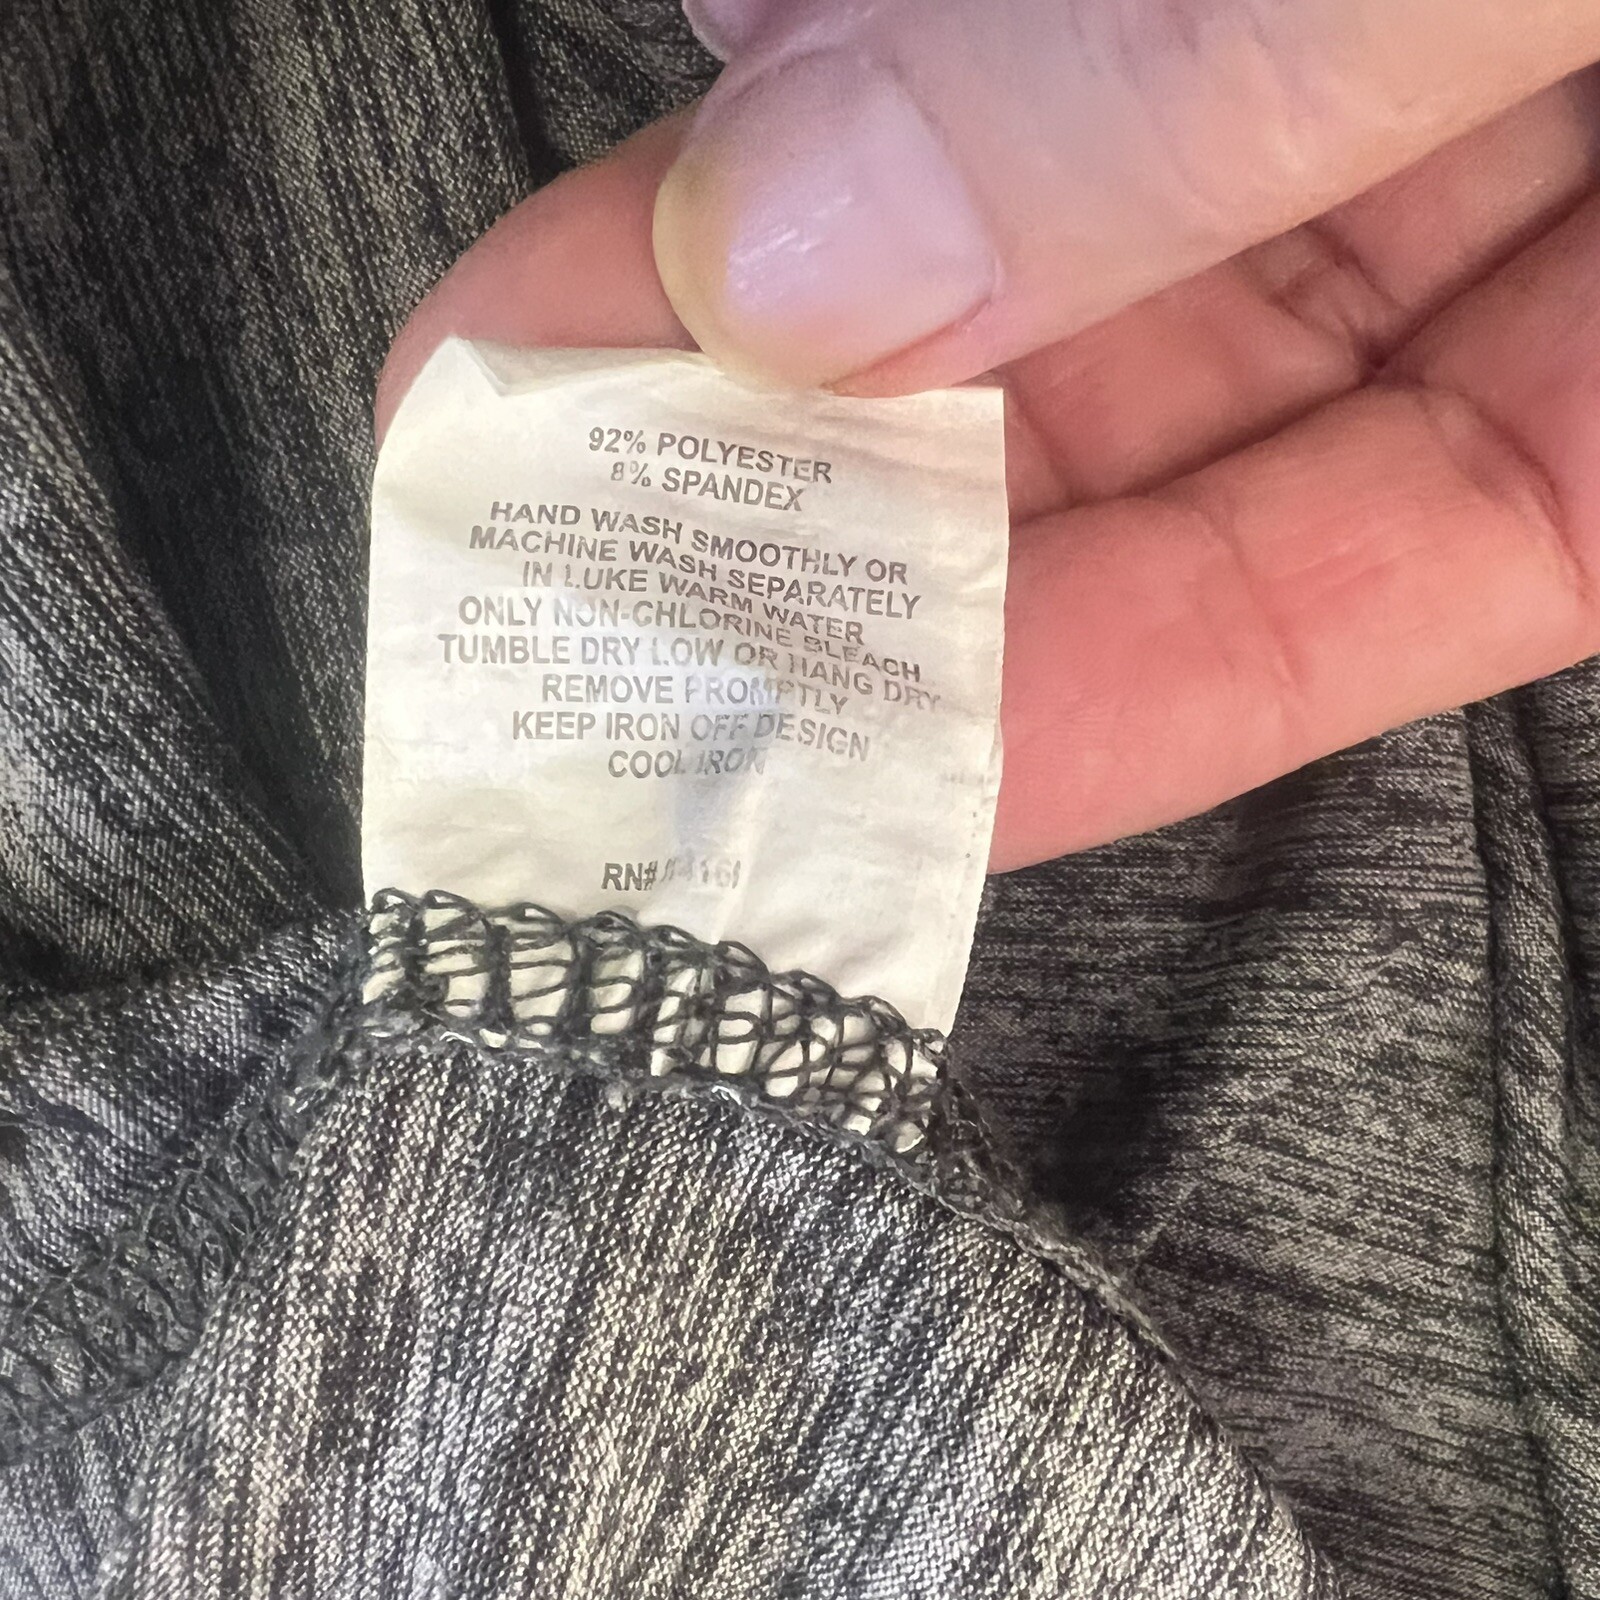 92% POLYESTER
8% SPANDEX
HAND WASH SMOOTHLY OR
MACHINE WASH SEPARATELY
IN LUKE WARM WATER
ONLY NON-CHLORINE BLEACH
TUMBLE DRY LOW OR HANG DRY
REMOVE PROMPTLY
KEEP IRON OFF DESIGN
COOL IRON
RN#